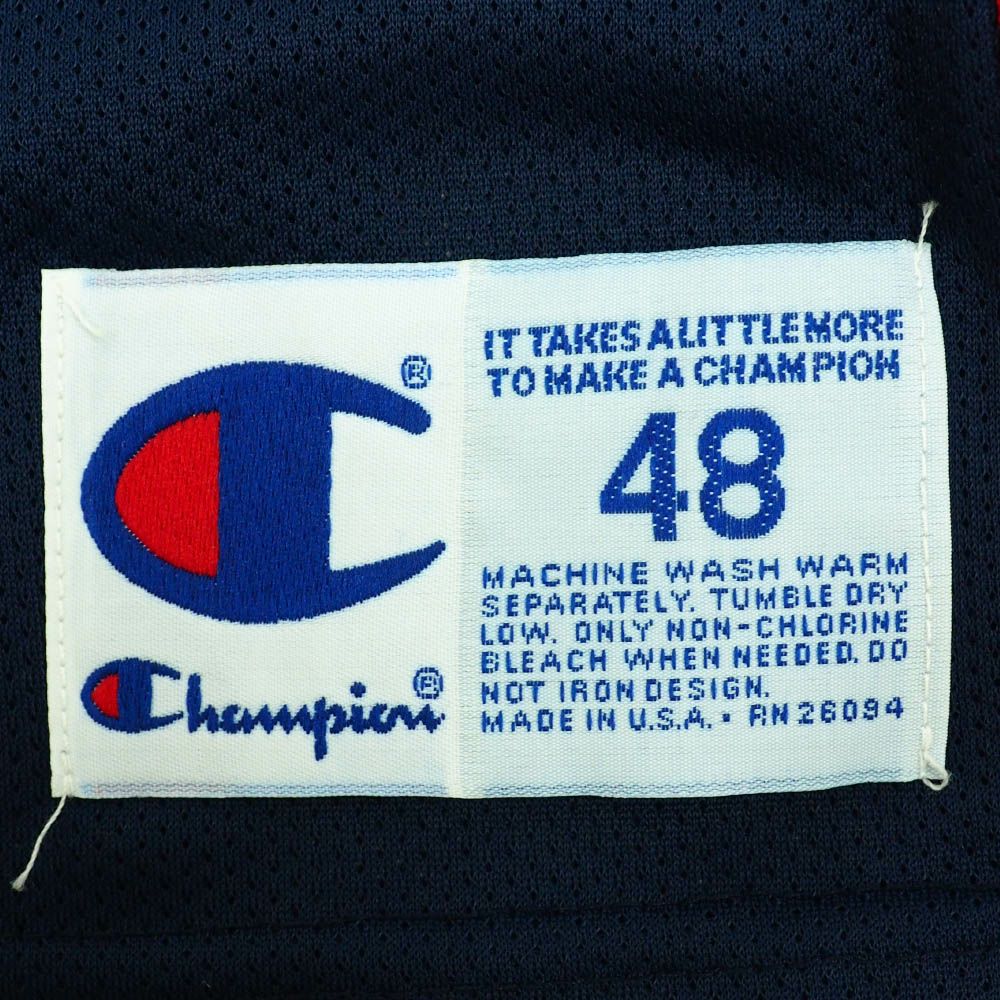 ®
Champion®
IT TAKES A LITTLE MORE
TO MAKE A CHAMPION
48
MACHINE WASH WARM
SEPARATELY. TUMBLE DRY
LOW. ONLY NON-CHLORINE
BLEACH WHEN NEEDED. DO
NOT IRON DESIGN.
MADE IN U.S.A. • RN 26094